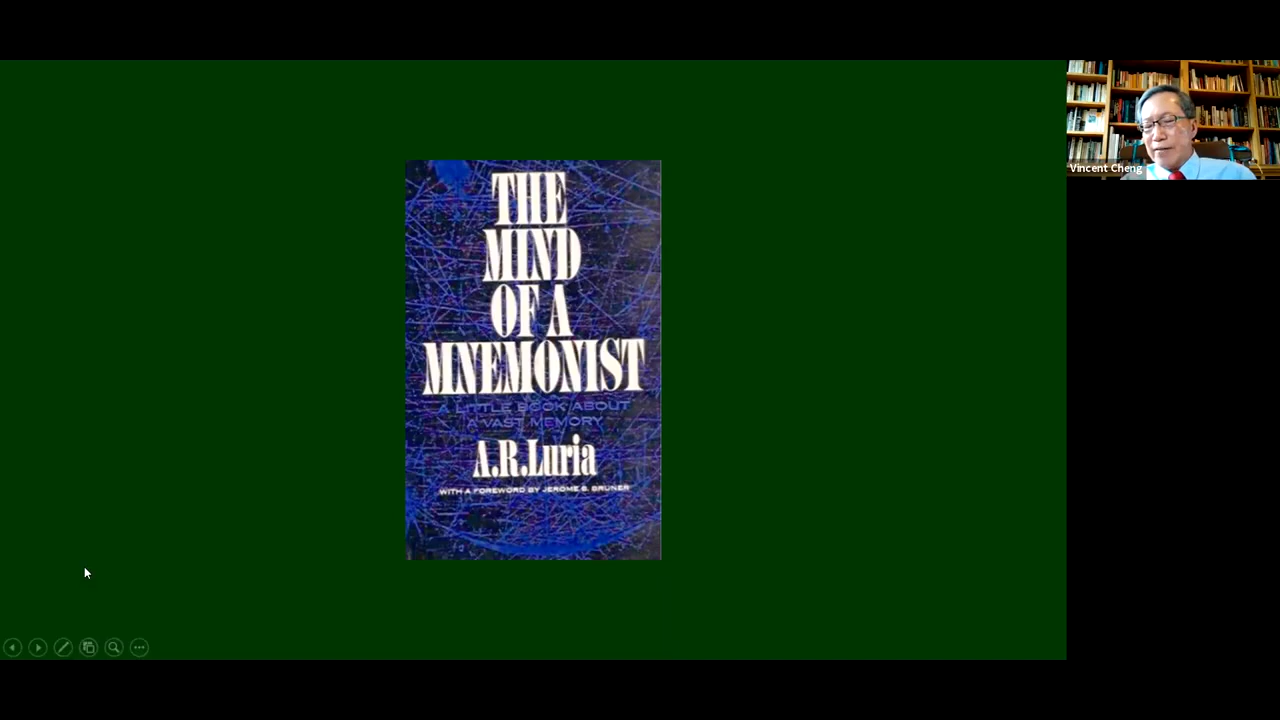 THE
MIND
OF A
MNEMONIST
A LITTLE BOOK ABOUT
A VAST MEMORY
A.R.Luria
WITH A FOREWORD BY JEROME S. BRUNER
Vincent Cheng